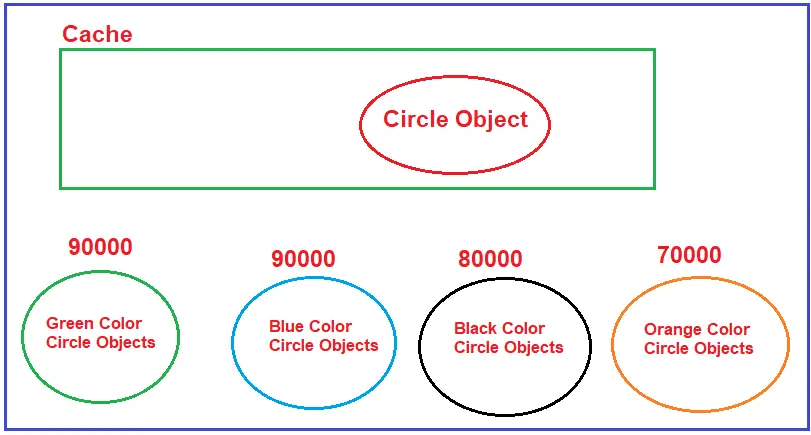 Cache
Circle Object
90000
90000
80000
70000
Green Color
Circle Objects
Blue Color
Circle Objects
Black Color
Circle Objects
Orange Color
Circle Objects